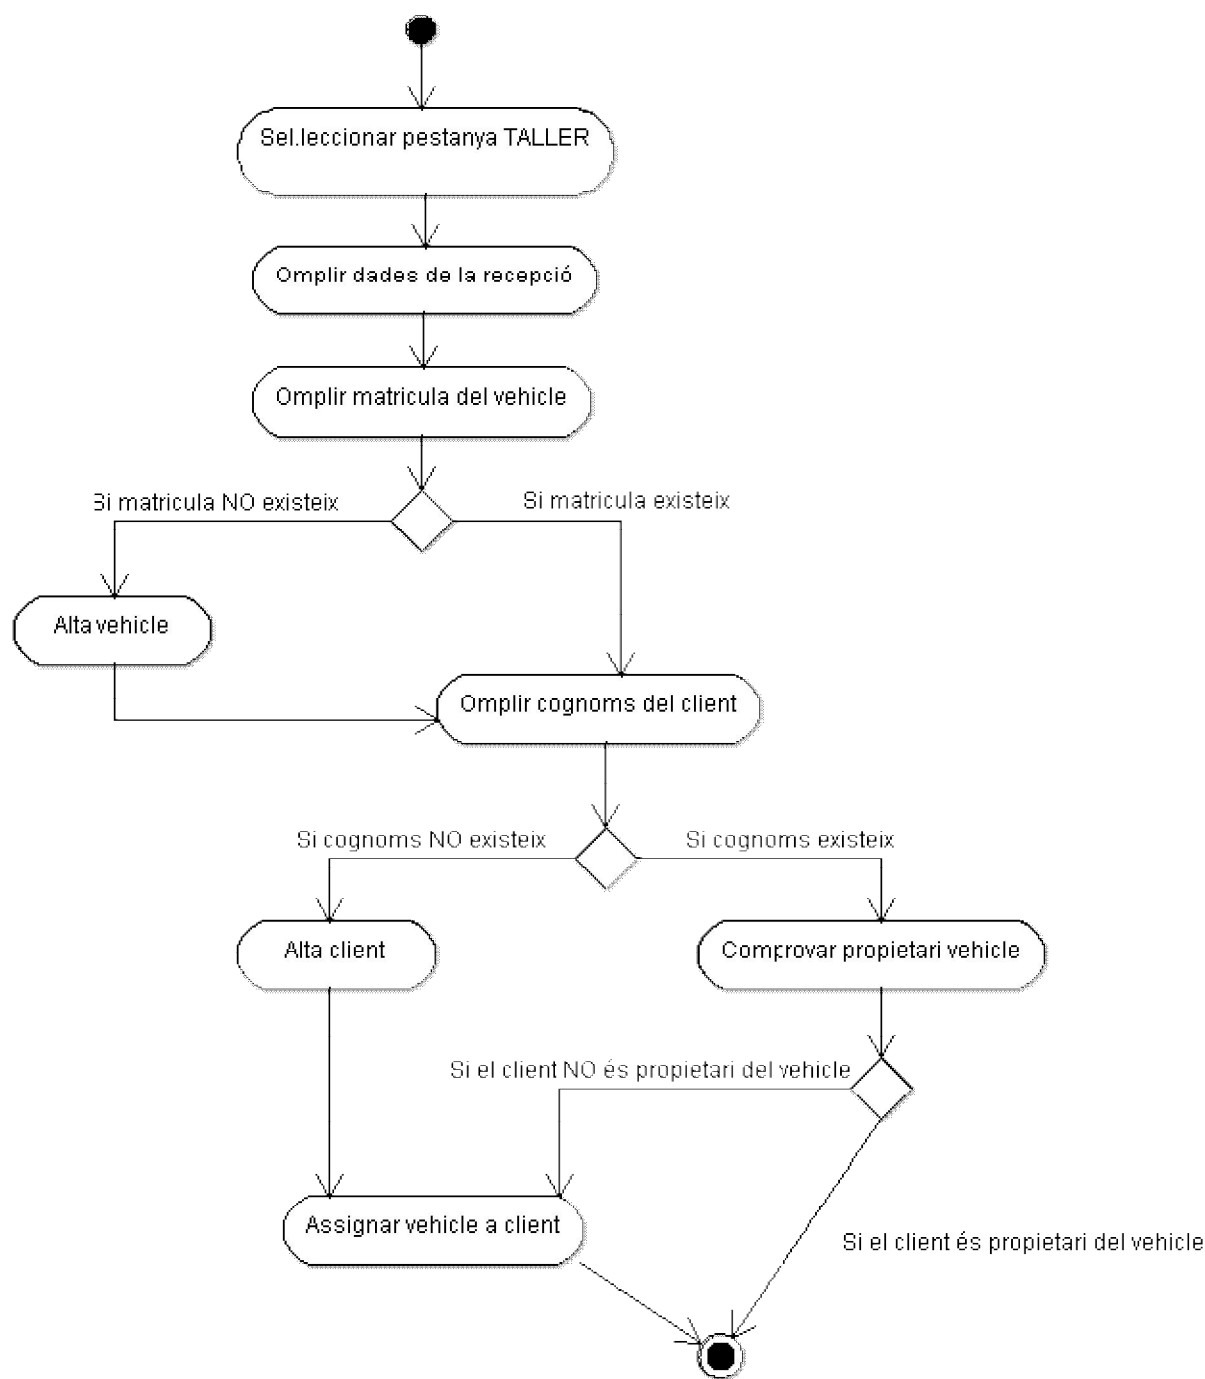 Sel.leccionar pestanya TALLER
Omplir dades de la recepció
Omplir matricula del vehicle
Si matricula NO existeix
Si matricula existeix
Alta vehicle
Omplir cognoms del client
Si cognoms NO existeix
Si cognoms existeix
Alta client
Comprovar propietari vehicle
Si el client NO és propietari del vehicle
Assignar vehicle a client
Si el client és propietari del vehicle